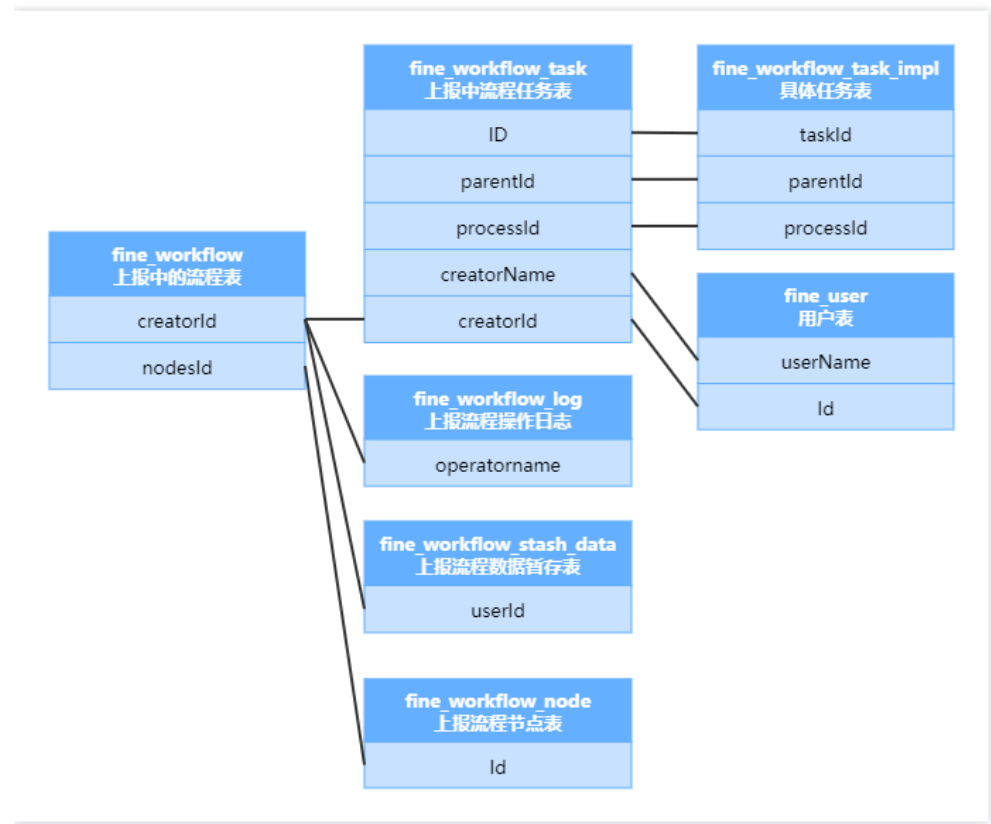 fine_workflow
上报中的流程表
creatorId
nodesId
fine_workflow_task
上报中流程任务表
ID
parentId
processId
creatorName
creatorId
fine_workflow_task_impl
具体任务表
taskId
parentId
processId
fine_user
用户表
userName
Id
fine_workflow_log
上报流程操作日志
operatorname
fine_workflow_stash_data
上报流程数据暂存表
userId
fine_workflow_node
上报流程节点表
Id